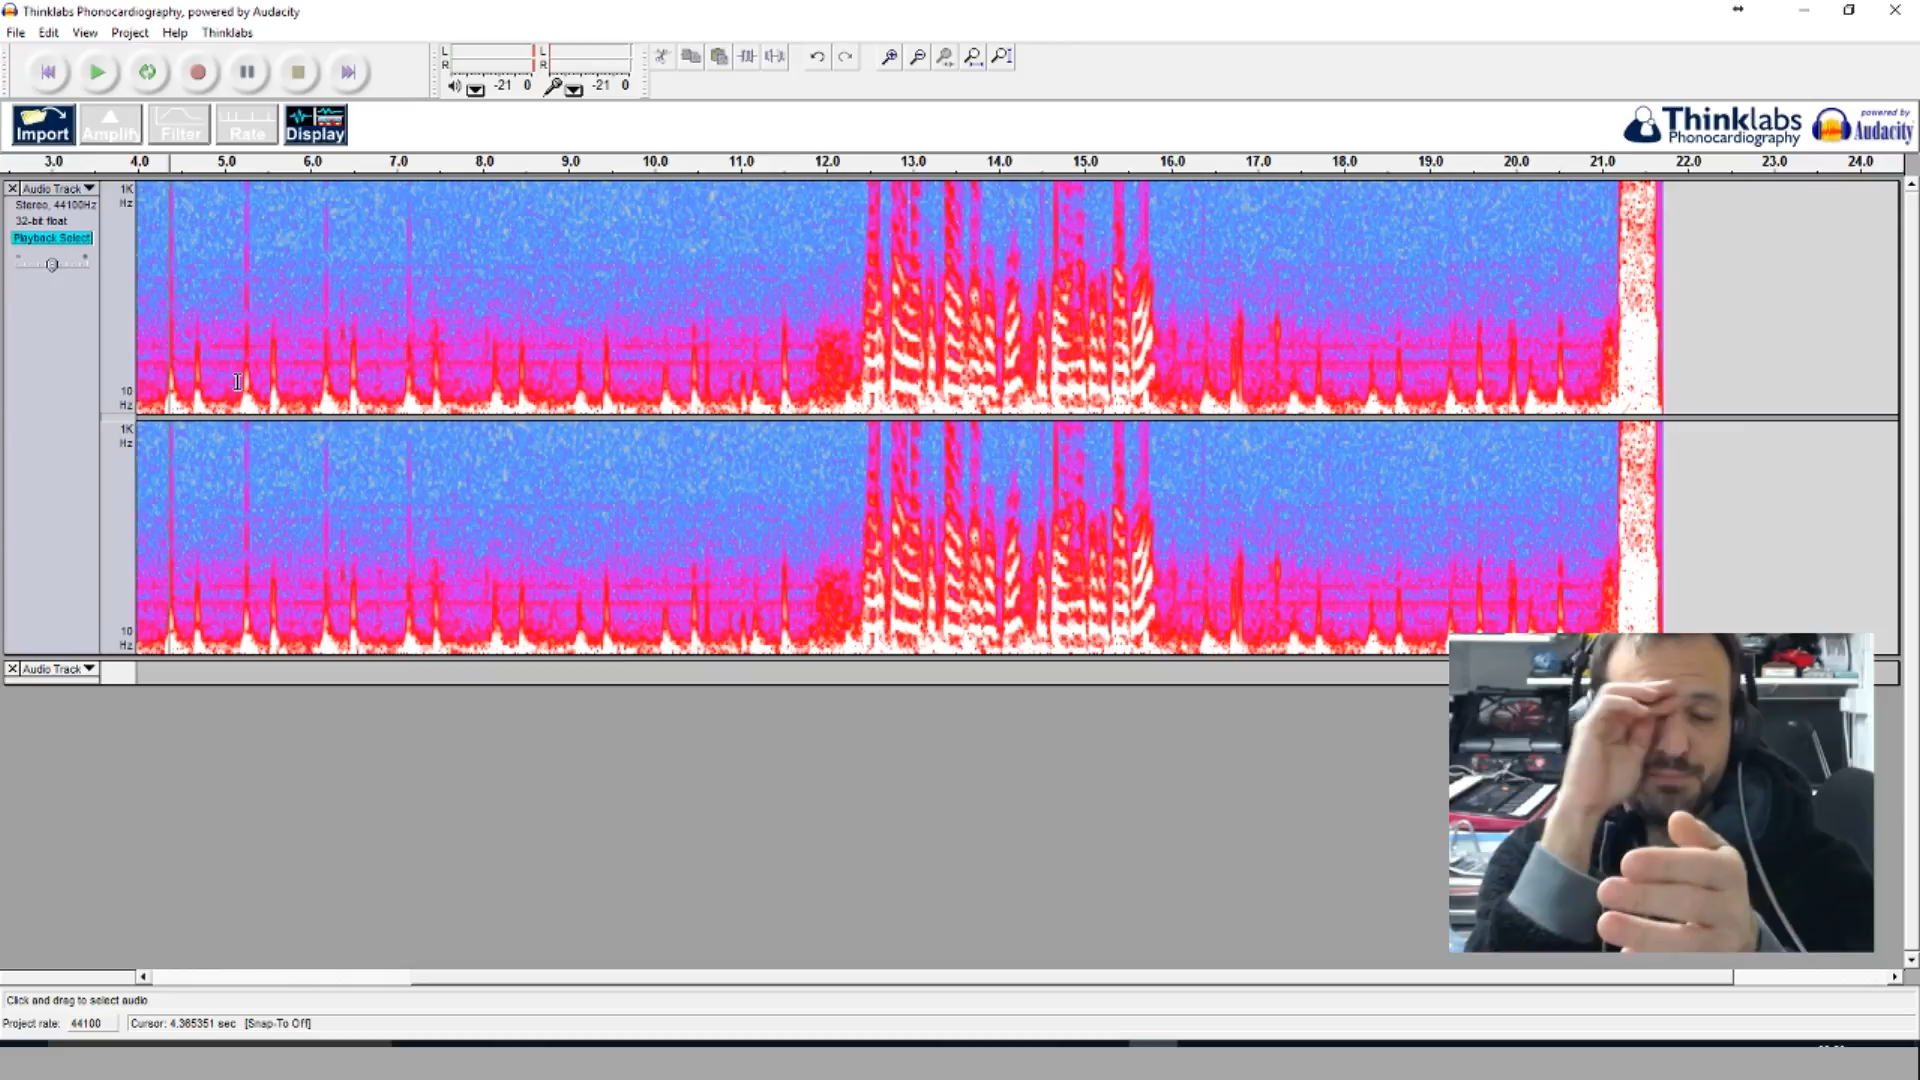 Thinklabs Phonocardiography, powered by Audacity
File Edit View Project Help Thinklabs
L
R
-21 0
L
R
-21 0
Import Amplify Filter Rate Display
Thinklabs
Phonocardiography
powered by
Audacity
3.0 4.0 5.0 6.0 7.0 8.0 9.0 10.0 11.0 12.0 13.0 14.0 15.0 16.0 17.0 18.0 19.0 20.0 21.0 22.0 23.0 24.0
Audio Track
Stereo, 44100Hz
32-bit float
Playback Select
- +
1K
Hz
10
Hz
1K
Hz
10
Hz
Audio Track
Click and drag to select audio
Project rate: 44100 Cursor: 4.365351 sec [Snap-To Off]